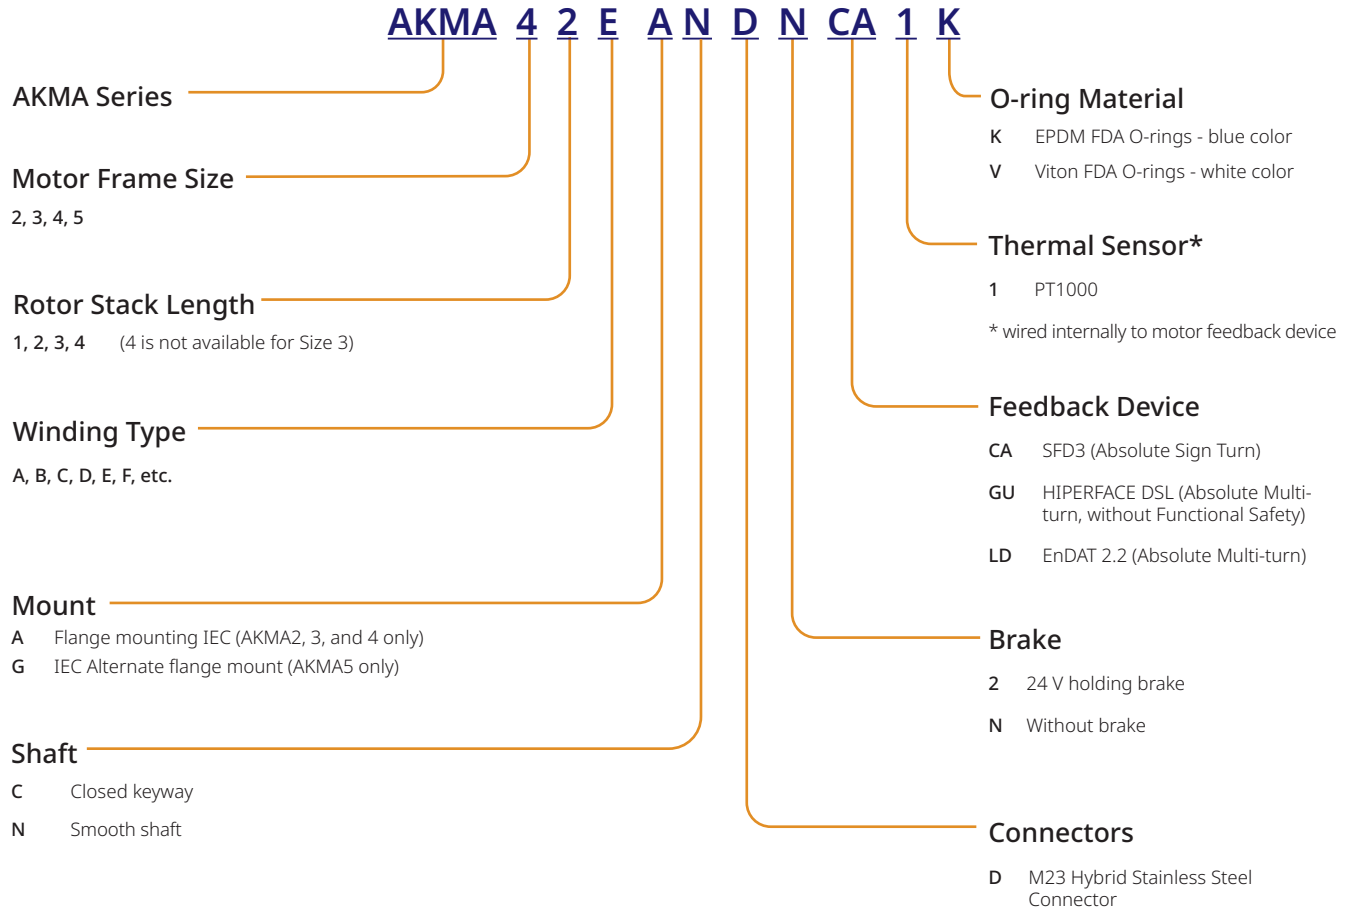 AKMA 4 2 E A N D N CA 1 K
AKMA Series
Motor Frame Size
2, 3, 4, 5
Rotor Stack Length
1, 2, 3, 4 (4 is not available for Size 3)
Winding Type
A, B, C, D, E, F, etc.
Mount
A Flange mounting IEC (AKMA2, 3, and 4 only)
G IEC Alternate flange mount (AKMA5 only)
Shaft
C Closed keyway
N Smooth shaft
O-ring Material
K EPDM FDA O-rings - blue color
V Viton FDA O-rings - white color
Thermal Sensor*
1 PT1000
* wired internally to motor feedback device
Feedback Device
CA SFD3 (Absolute Sign Turn)
GU HIPERFACE DSL (Absolute Multi-
turn, without Functional Safety)
LD EnDAT 2.2 (Absolute Multi-turn)
Brake
2 24 V holding brake
N Without brake
Connectors
D M23 Hybrid Stainless Steel
Connector